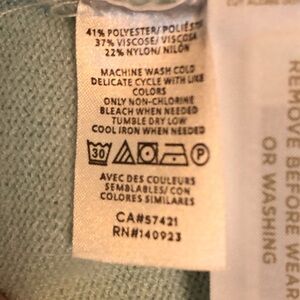 41% POLYESTER/ POLIÉST
37% VISCOSE/ VISCOSA
22% NYLON/ NILÓN
MACHINE WASH COLD
DELICATE CYCLE WITH LIKE
COLORS
ONLY NON-CHLORINE
BLEACH WHEN NEEDED
TUMBLE DRY LOW
COOL IRON WHEN NEEDED
30 P
AVEC DES COULEURS
SEMBLABLES/ CON
COLORES SIMILARES
CA#57421
RN#140923
REMOVE BEFORE WEAR
OR WASHING